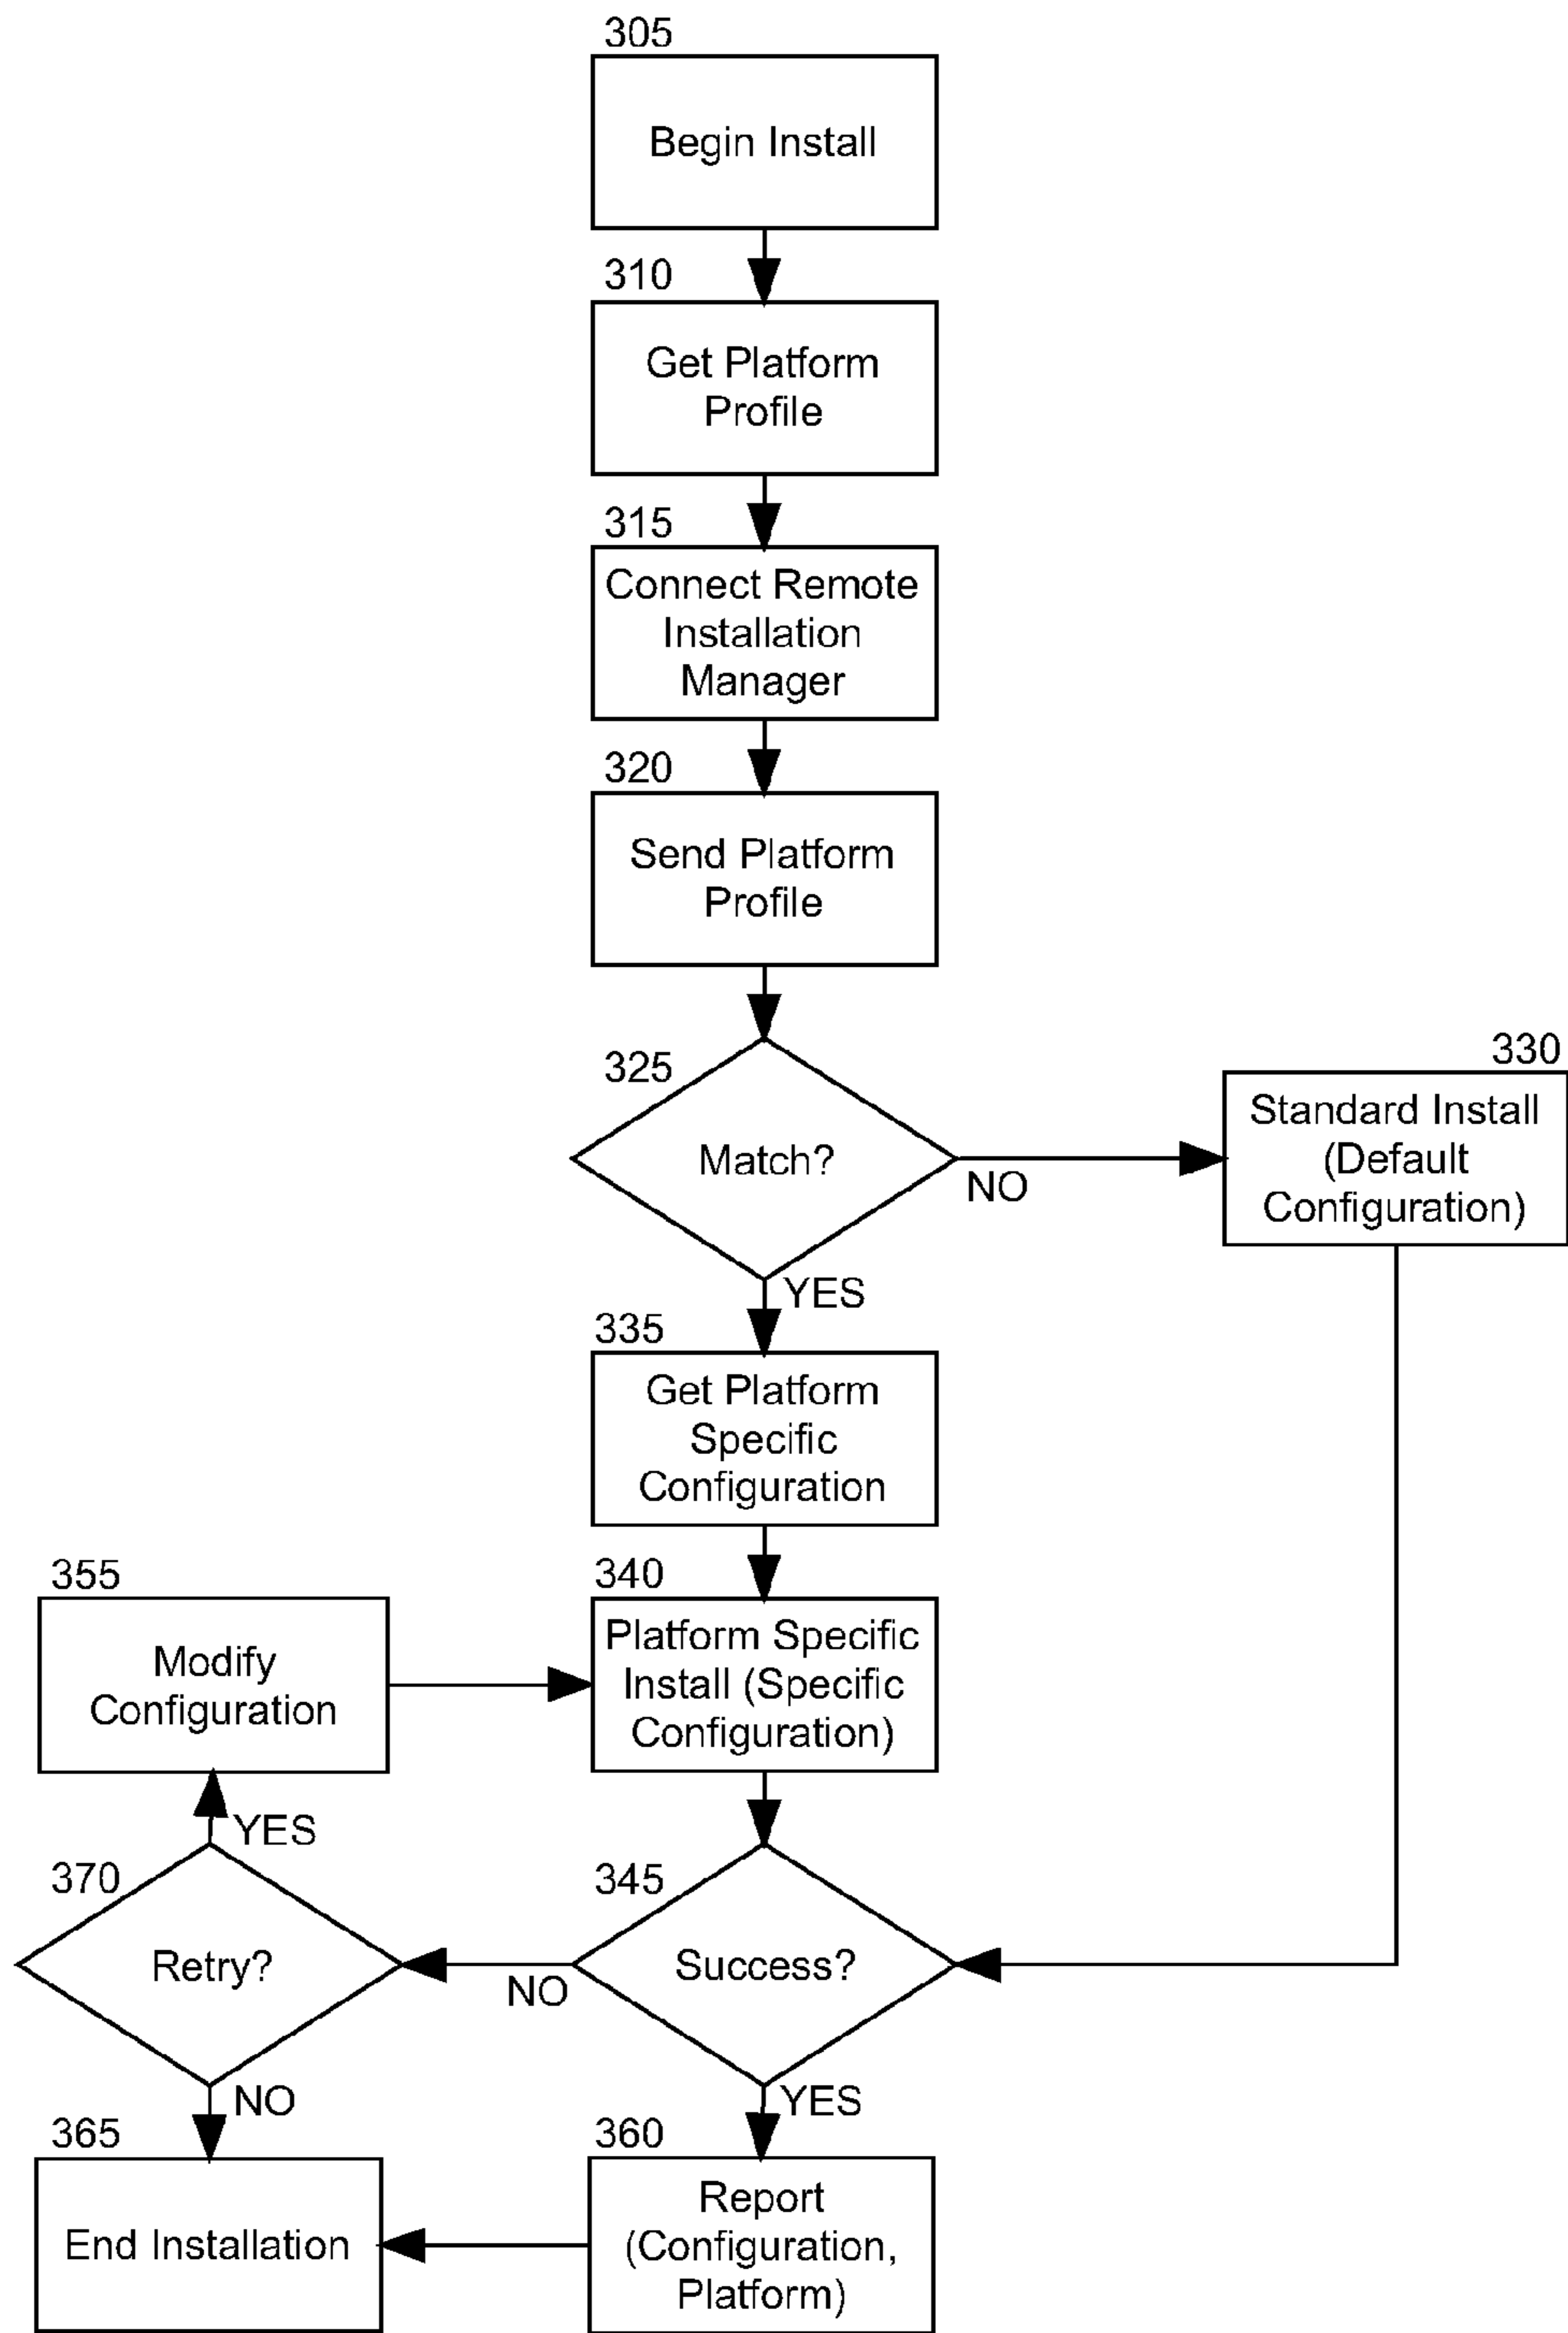 305
Begin Install
310
Get Platform
Profile
315
Connect Remote
Installation
Manager
320
Send Platform
Profile
325
Match?
NO
330
Standard Install
(Default
Configuration)
YES
335
Get Platform
Specific
Configuration
355
Modify
Configuration
340
Platform Specific
Install (Specific
Configuration)
YES
370
Retry?
345
Success?
NO
NO
YES
365
End Installation
360
Report
(Configuration,
Platform)